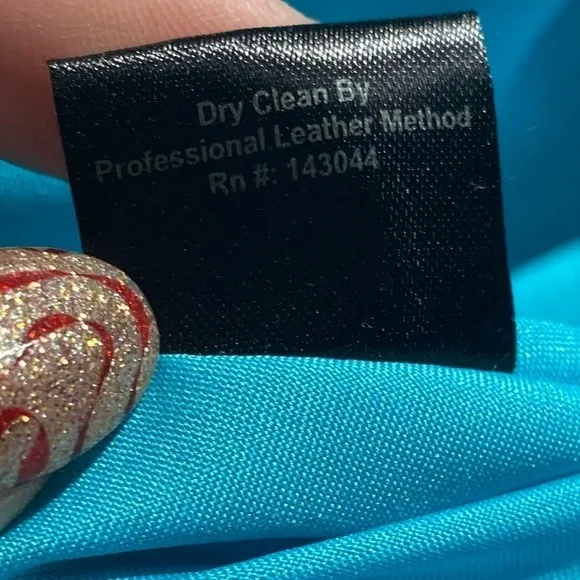 Dry Clean By
Professional Leather Method
Rn #: 143044